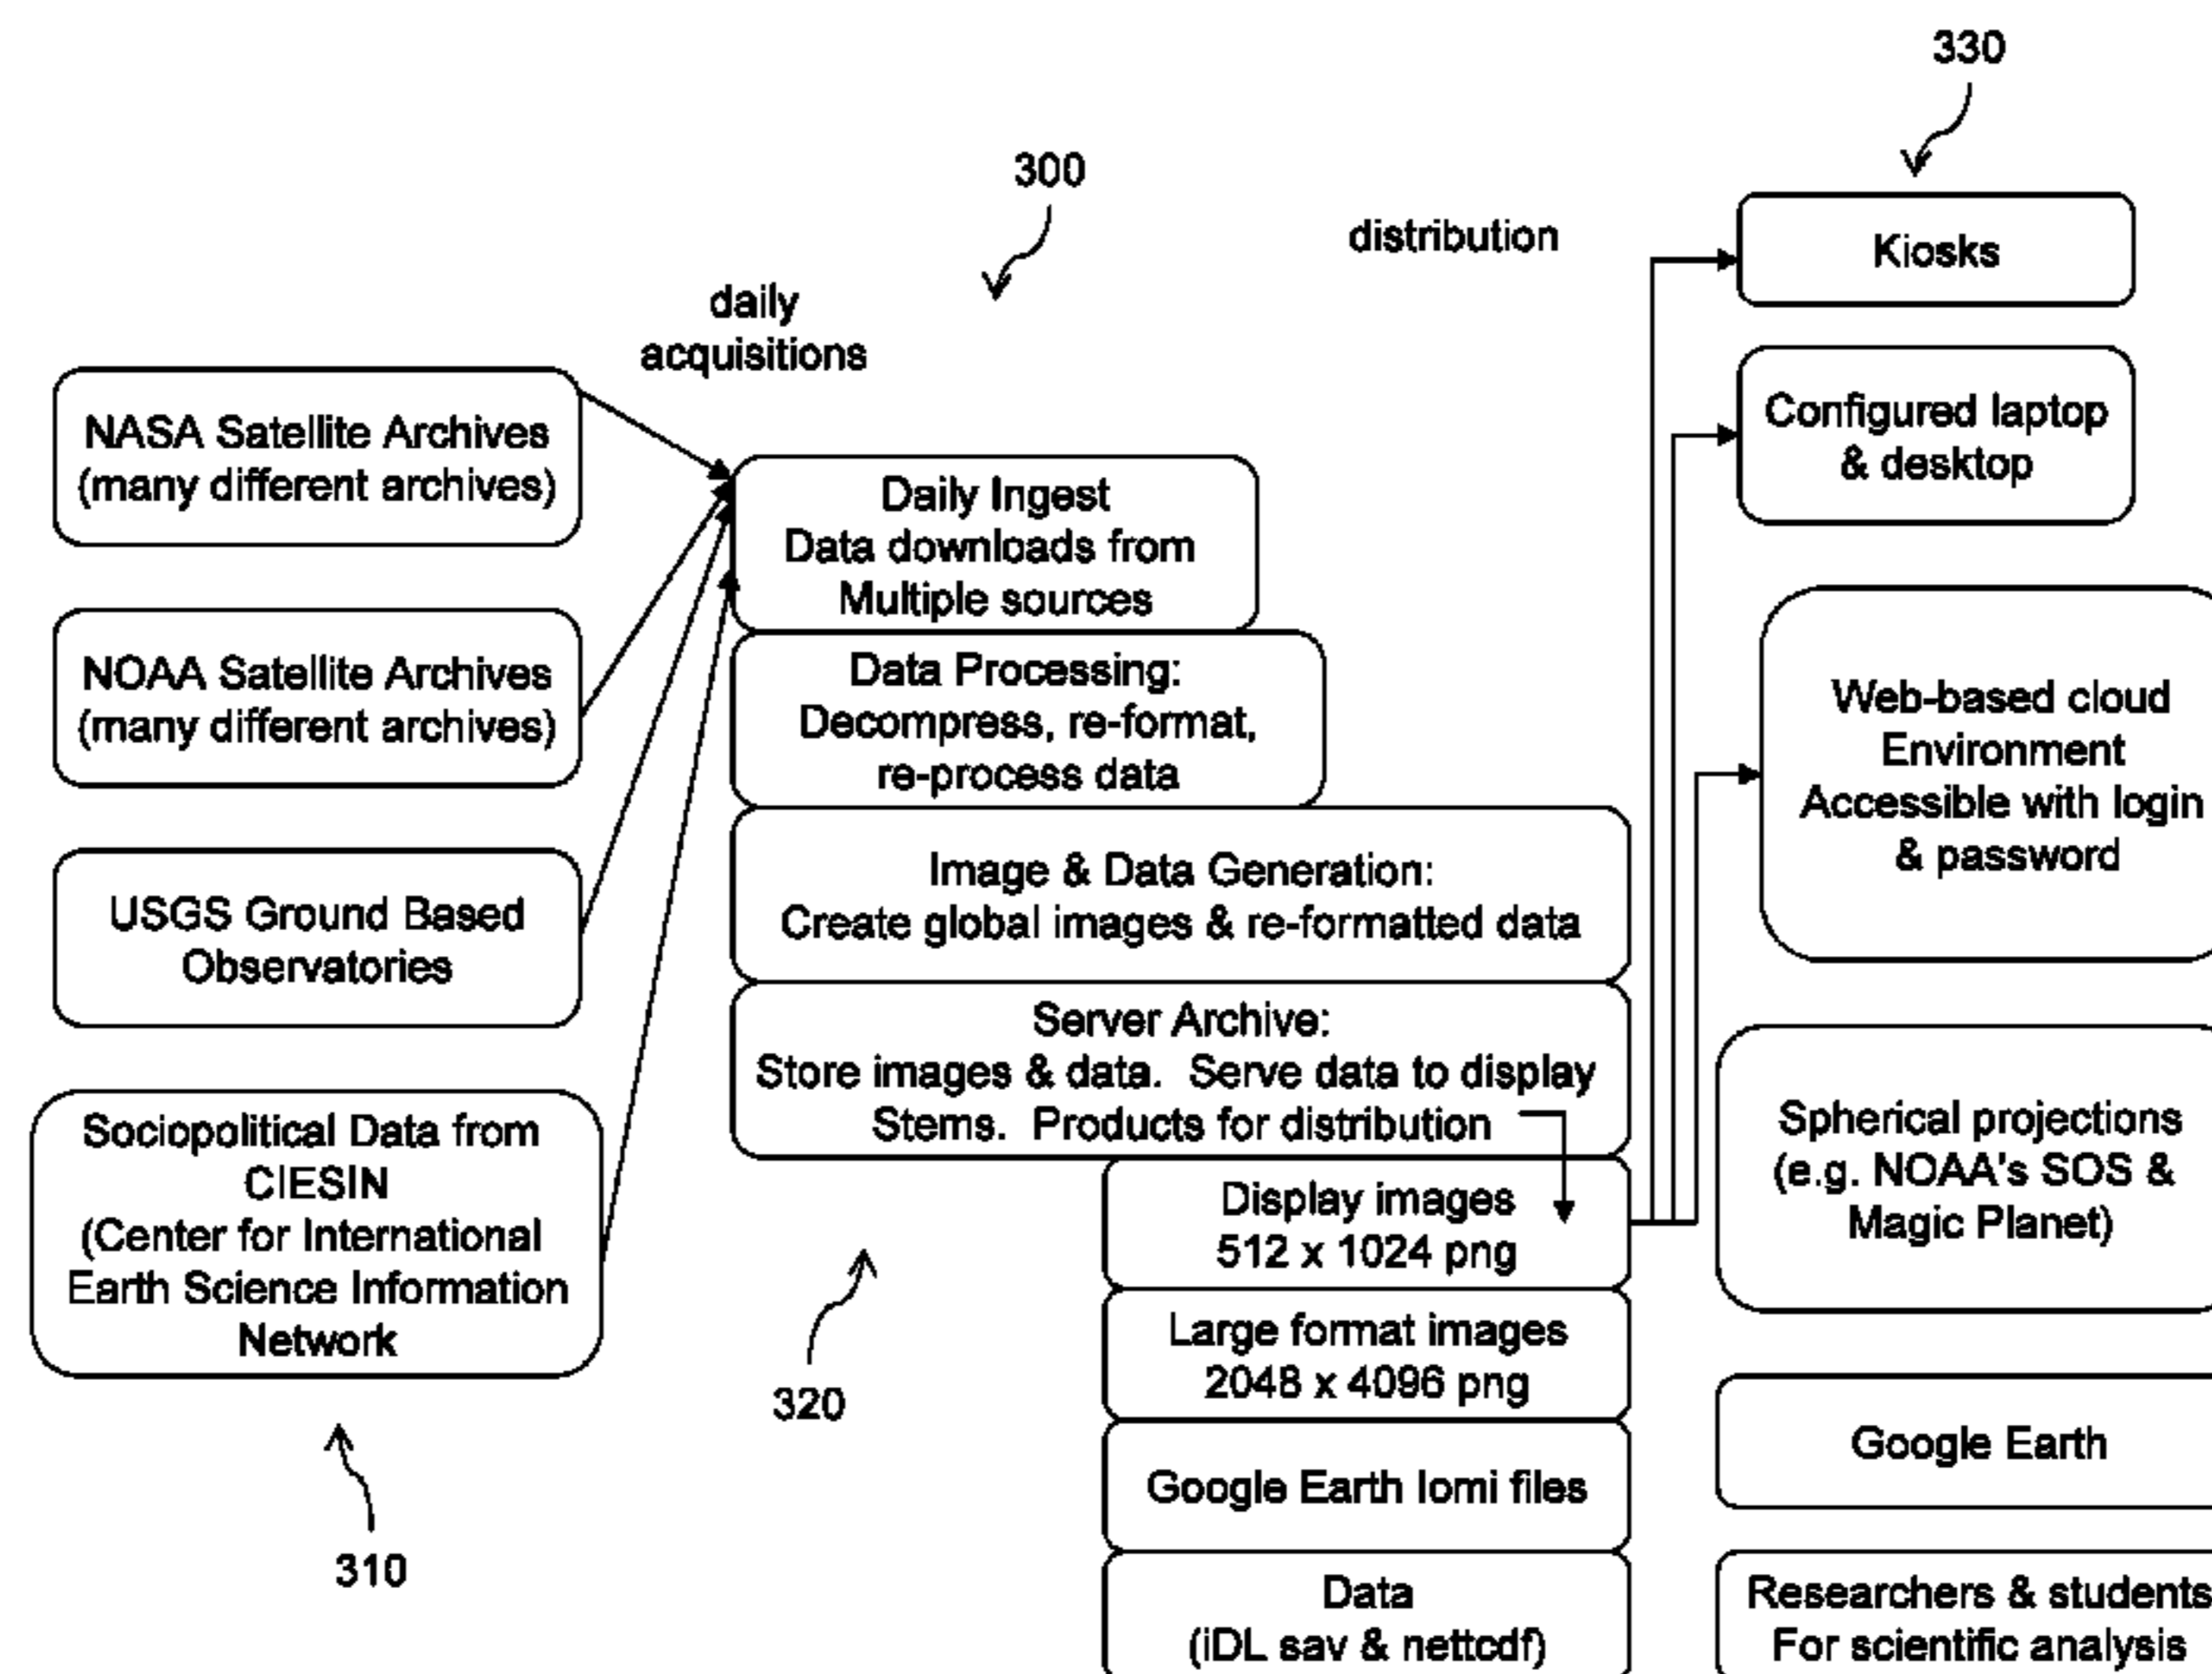 330
300
distribution
daily
acquisitions
NASA Satellite Archives
(many different archives)
NOAA Satellite Archives
(many different archives)
USGS Ground Based
Observatories
Sociopolitical Data from
CIESIN
(Center for International
Earth Science Information
Network
310
Daily Ingest
Data downloads from
Multiple sources
Data Processing:
Decompress, re-format,
re-process data
Image & Data Generation:
Create global images & re-formatted data
Server Archive:
Store images & data. Serve data to display
Stems. Products for distribution
Display images
512 x 1024 png
Large format images
2048 x 4096 png
Google Earth lomi files
Data
(iDL sav & nettcdf)
320
Kiosks
Configured laptop
& desktop
Web-based cloud
Environment
Accessible with login
& password
Spherical projections
(e.g. NOAA's SOS &
Magic Planet)
Google Earth
Researchers & students
For scientific analysis